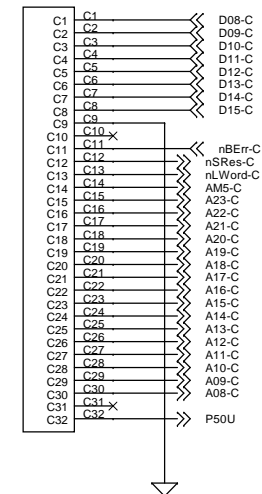 C1 C1 D08-C
C2 C2 D09-C
C3 C3 D10-C
C4 C4 D11-C
C5 C5 D12-C
C6 C6 D13-C
C7 C7 D14-C
C8 C8 D15-C
C9 C9
C10 C10
C11 C11 nBErr-C
C12 C12 nSRes-C
C13 C13 nLWord-C
C14 C14 AM5-C
C15 C15 A23-C
C16 C16 A22-C
C17 C17 A21-C
C18 C18 A20-C
C19 C19 A19-C
C20 C20 A18-C
C21 C21 A17-C
C22 C22 A16-C
C23 C23 A15-C
C24 C24 A14-C
C25 C25 A13-C
C26 C26 A12-C
C27 C27 A11-C
C28 C28 A10-C
C29 C29 A09-C
C30 C30 A08-C
C31 C31
C32 C32 P50U